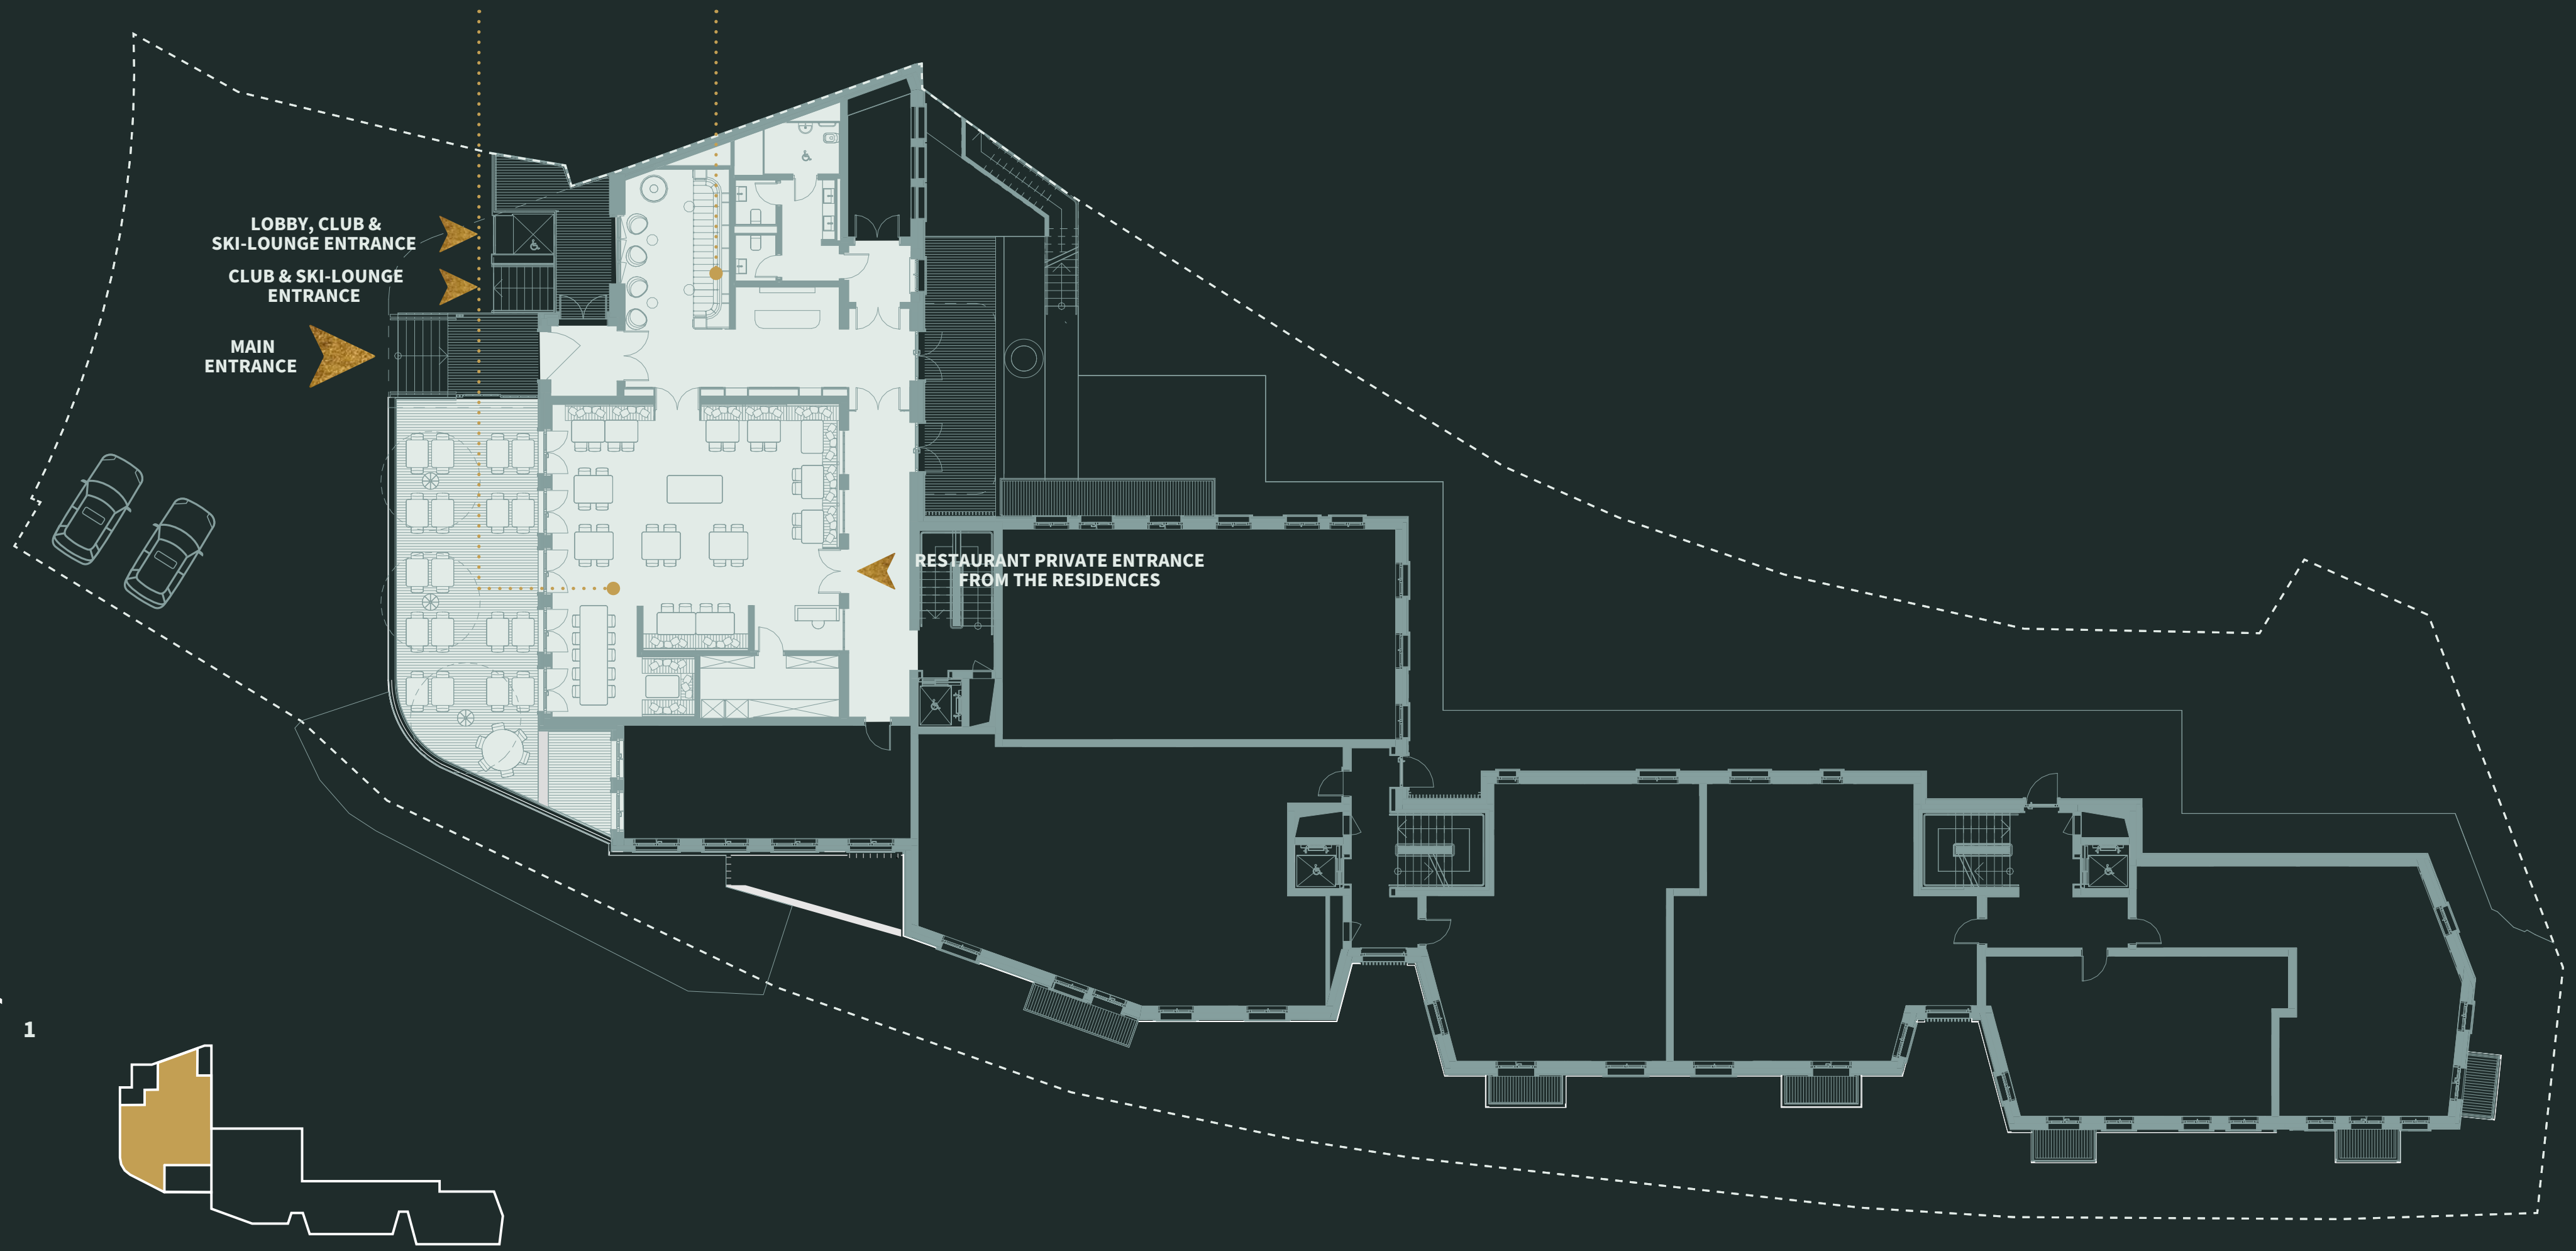 LOBBY, CLUB &
SKI-LOUNGE ENTRANCE
CLUB & SKI-LOUNGE
ENTRANCE
MAIN
ENTRANCE
RESTAURANT PRIVATE ENTRANCE
FROM THE RESIDENCES
1